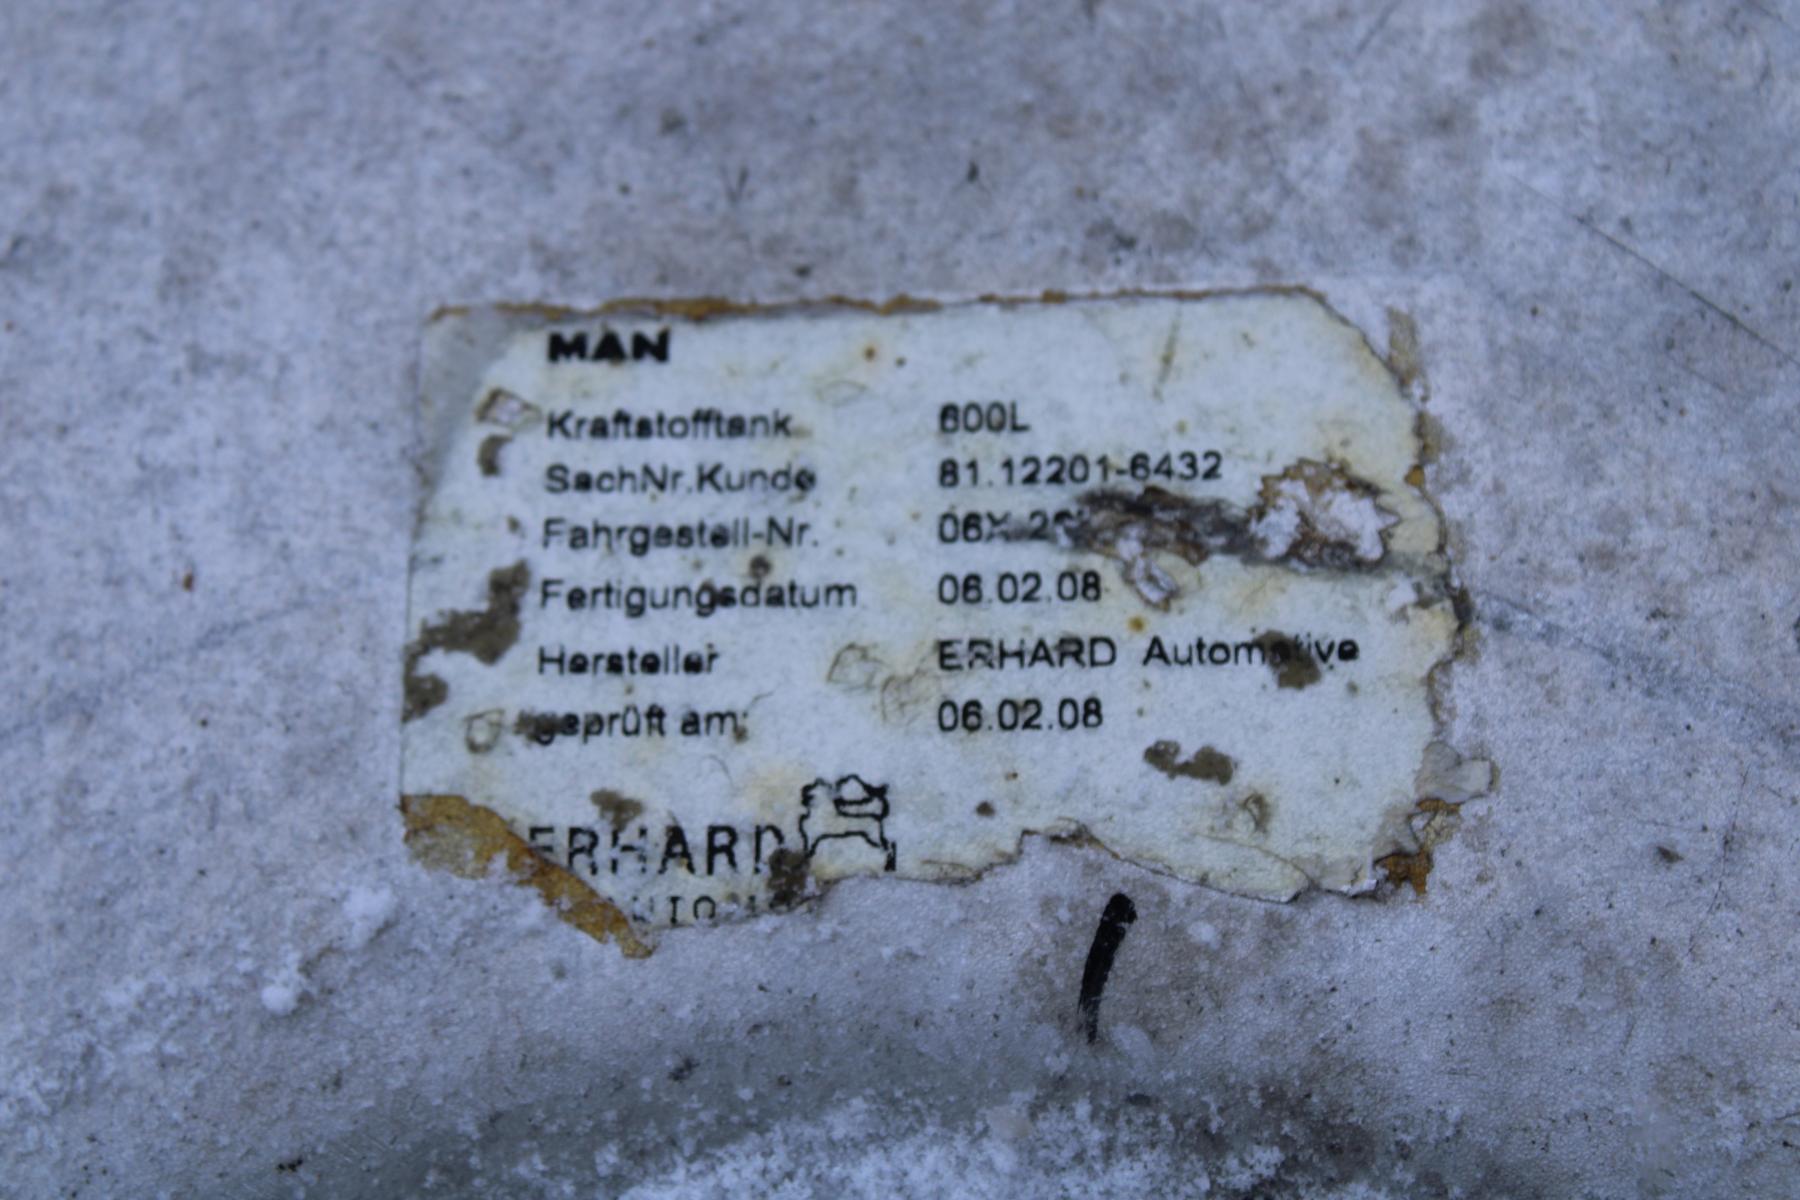 MAN
Kraftstofftank 600L
SachNr.Kunde 81.12201-6432
Fahrgestell-Nr.
Fertigungsdatum 06.02.08
Hersteller ERHARD Automotive
geprüft am: 06.02.08
ERHARD